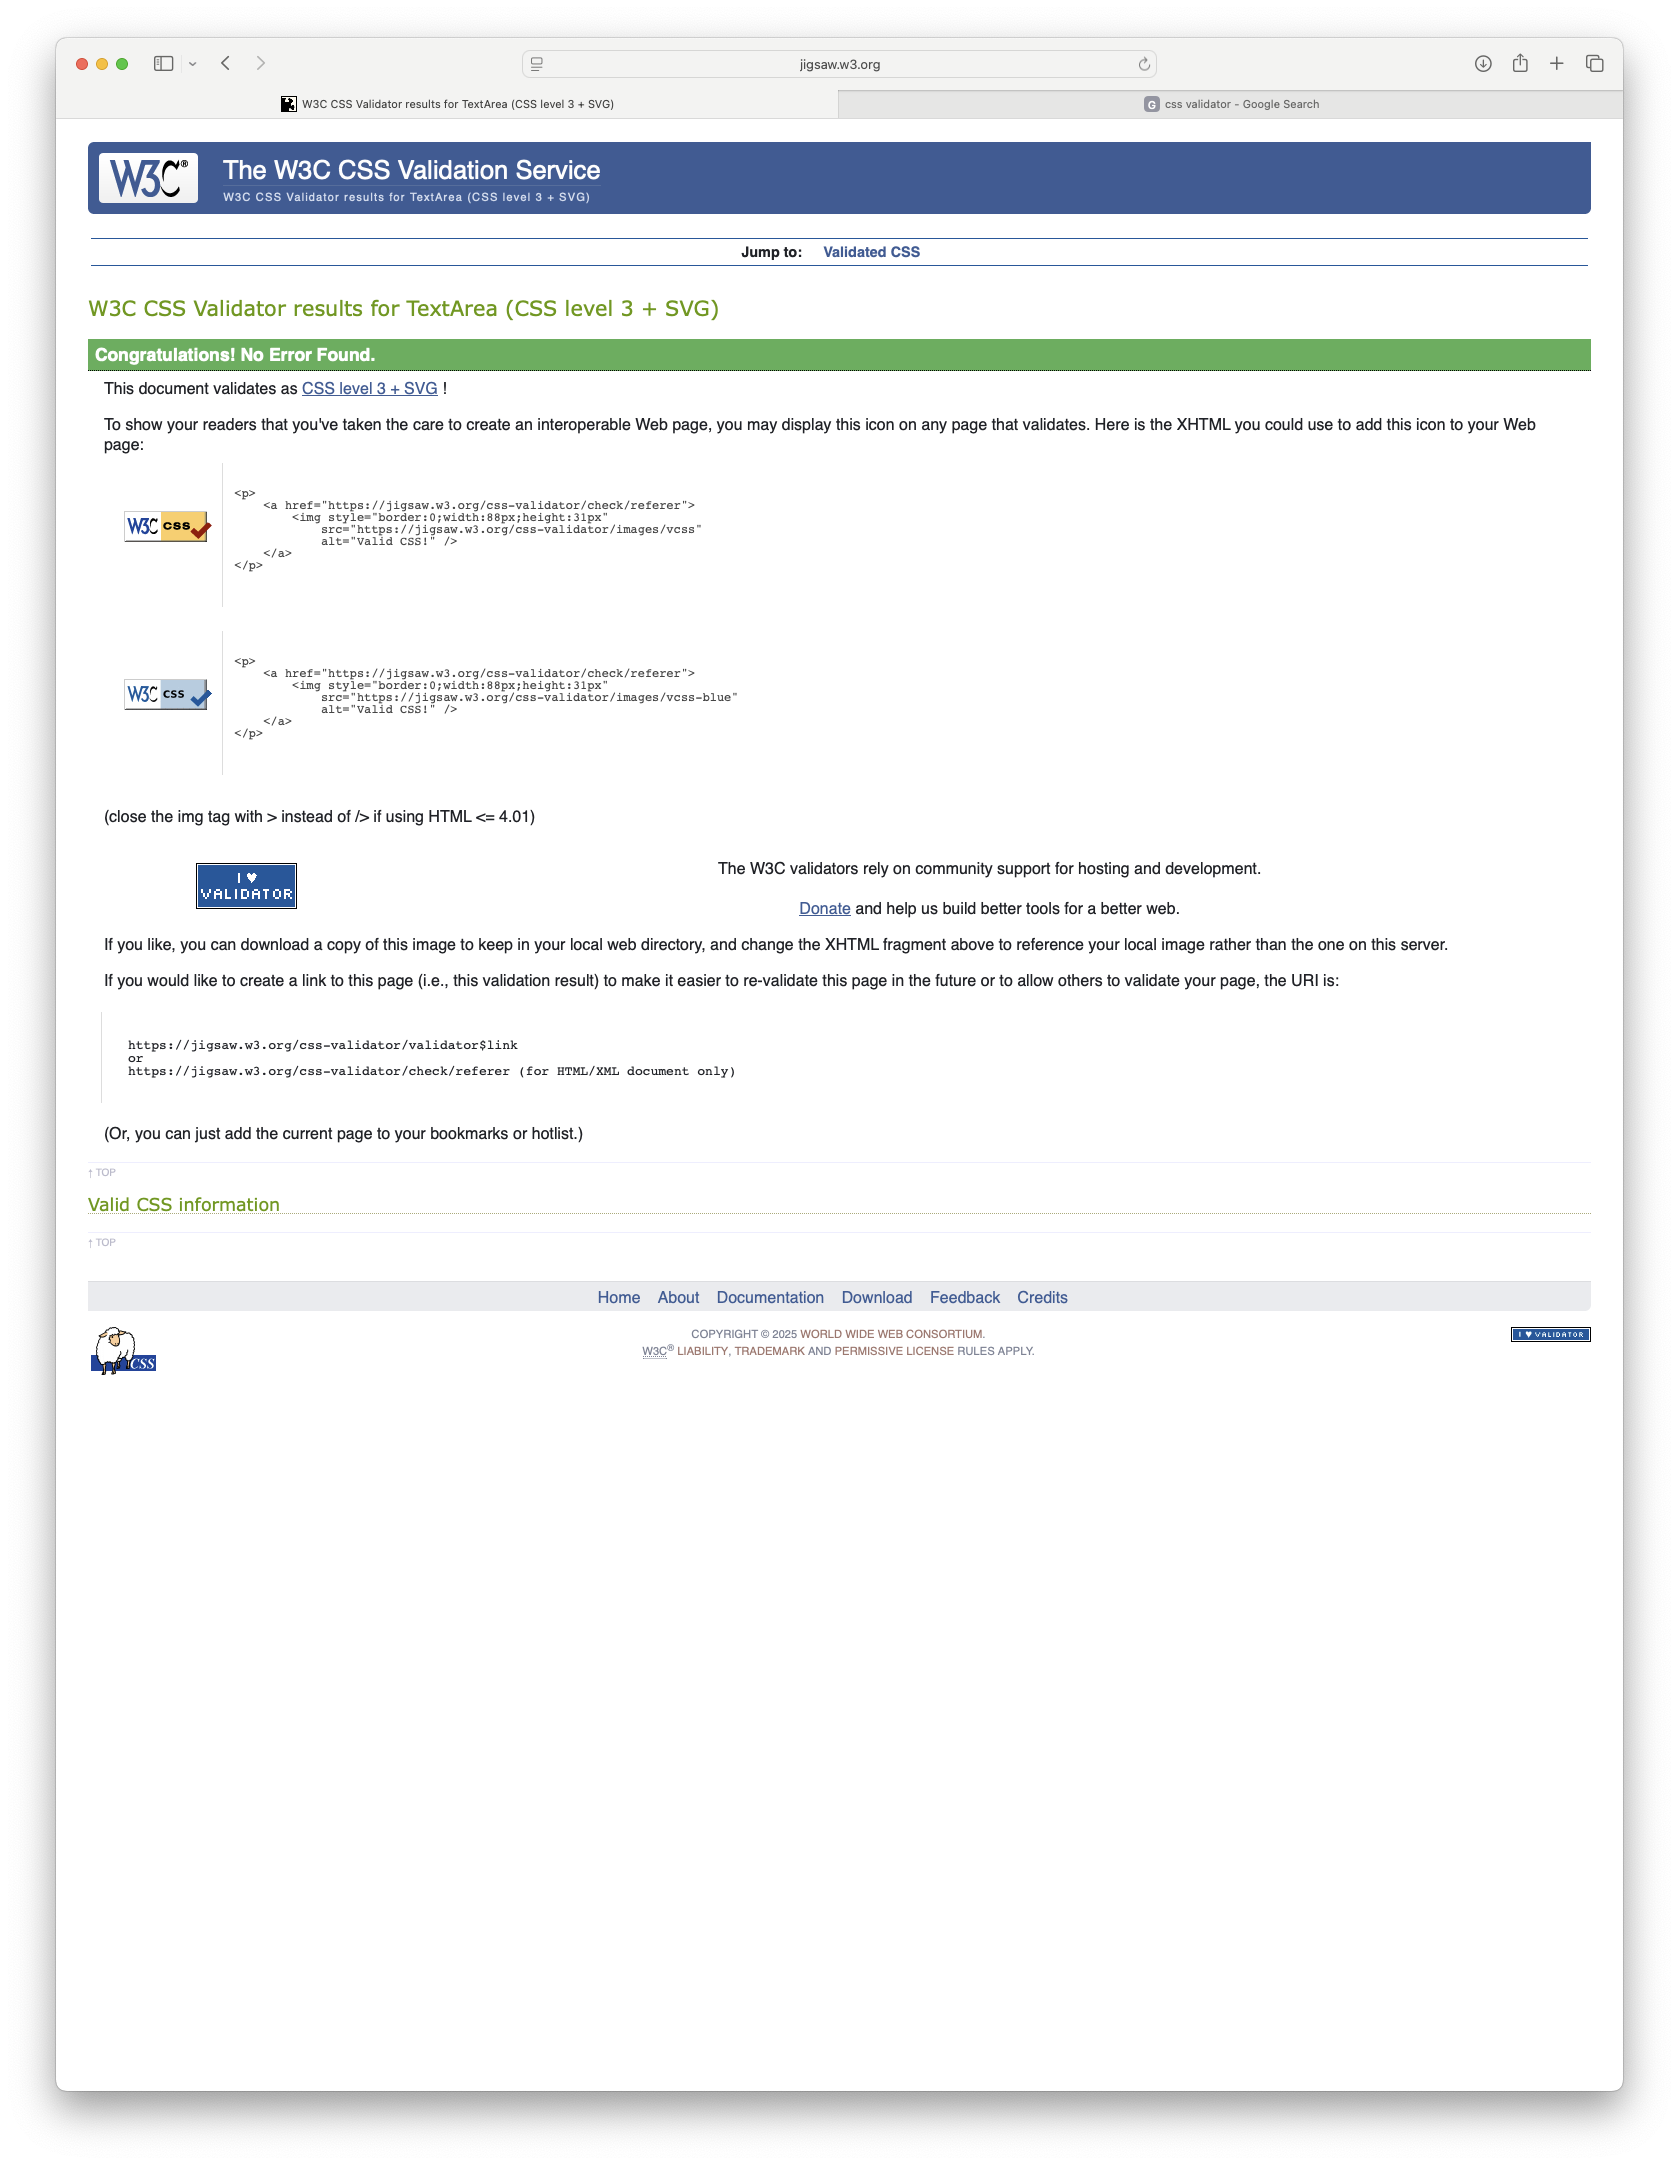 jigsaw.w3.org
W3C CSS Validator results for TextArea (CSS level 3 + SVG)
G css validator - Google Search
W3C®
The W3C CSS Validation Service
W3C CSS Validator results for TextArea (CSS level 3 + SVG)
Jump to: Validated CSS
W3C CSS Validator results for TextArea (CSS level 3 + SVG)
Congratulations! No Error Found.
This document validates as CSS level 3 + SVG !
To show your readers that you've taken the care to create an interoperable Web page, you may display this icon on any page that validates. Here is the XHTML you could use to add this icon to your Web
page:
W3C css
<p>
    <a href="https://jigsaw.w3.org/css-validator/check/referer">
        <img style="border:0;width:88px;height:31px"
            src="https://jigsaw.w3.org/css-validator/images/vcss"
            alt="Valid CSS!" />
    </a>
</p>
W3C css
<p>
    <a href="https://jigsaw.w3.org/css-validator/check/referer">
        <img style="border:0;width:88px;height:31px"
            src="https://jigsaw.w3.org/css-validator/images/vcss-blue"
            alt="Valid CSS!" />
    </a>
</p>
(close the img tag with > instead of /> if using HTML <= 4.01)
I ♥
VALIDATOR
The W3C validators rely on community support for hosting and development.
Donate and help us build better tools for a better web.
If you like, you can download a copy of this image to keep in your local web directory, and change the XHTML fragment above to reference your local image rather than the one on this server.
If you would like to create a link to this page (i.e., this validation result) to make it easier to re-validate this page in the future or to allow others to validate your page, the URI is:
https://jigsaw.w3.org/css-validator/validator$link
or
https://jigsaw.w3.org/css-validator/check/referer (for HTML/XML document only)
(Or, you can just add the current page to your bookmarks or hotlist.)
↑ TOP
Valid CSS information
↑ TOP
Home About Documentation Download Feedback Credits
CSS
COPYRIGHT © 2025 WORLD WIDE WEB CONSORTIUM.
W3C® LIABILITY, TRADEMARK AND PERMISSIVE LICENSE RULES APPLY.
I ♥ VALIDATOR